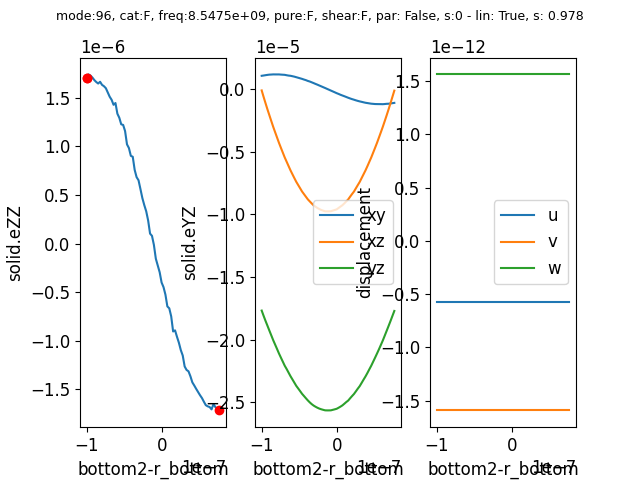 mode:96, cat:F, freq:8.5475e+09, pure:F, shear:F, par: False, s:0 - lin: True, s: 0.978
1e−6
1.5
1.0
0.5
0.0
−0.5
−1.0
−1.5
solid.eZZ
−1
0
1e−7
bottom2-r_bottom
1e−5
0.0
−0.5
−1.0
−1.5
−2.0
−2.5
solid.eYZ
xy
xz
yz
−1
0
1e−7
bottom2-r_bottom
1e−12
1.5
1.0
0.5
0.0
−0.5
−1.0
−1.5
displacement
u
v
w
−1
0
1e−7
bottom2-r_bottom